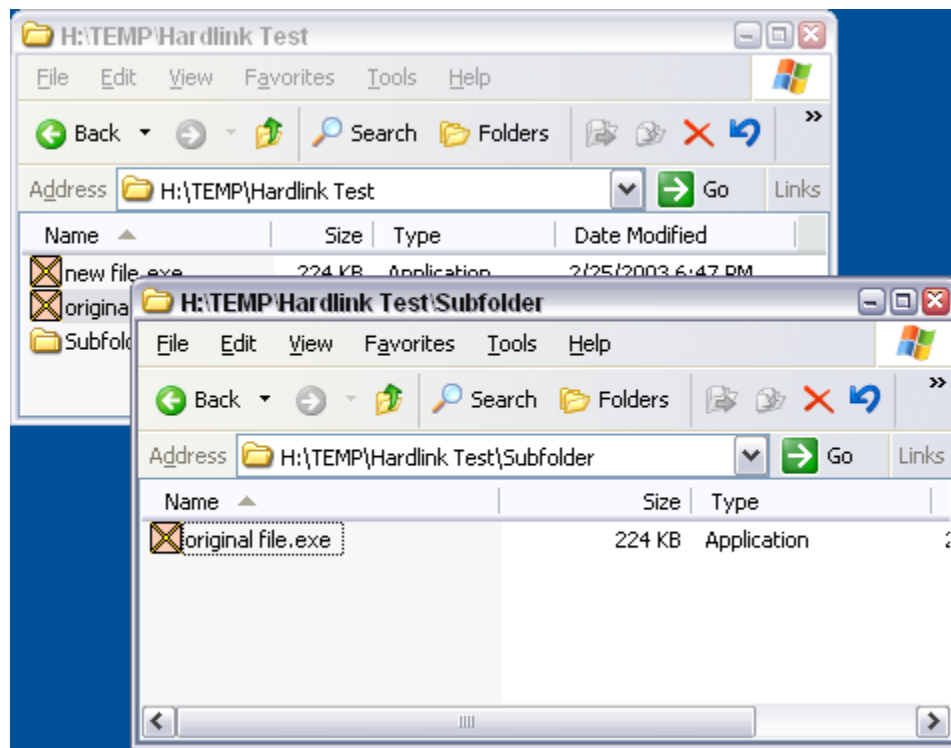 H:\TEMP\Hardlink Test
File Edit View Favorites Tools Help
Back Search Folders »
Address H:\TEMP\Hardlink Test Go Links
Name Size Type Date Modified
new file.exe 224 KB Application 2/25/2003 6:47 PM
H:\TEMP\Hardlink Test\Subfolder
File Edit View Favorites Tools Help
Back Search Folders »
Address H:\TEMP\Hardlink Test\Subfolder Go Links
Name Size Type
original file.exe 224 KB Application